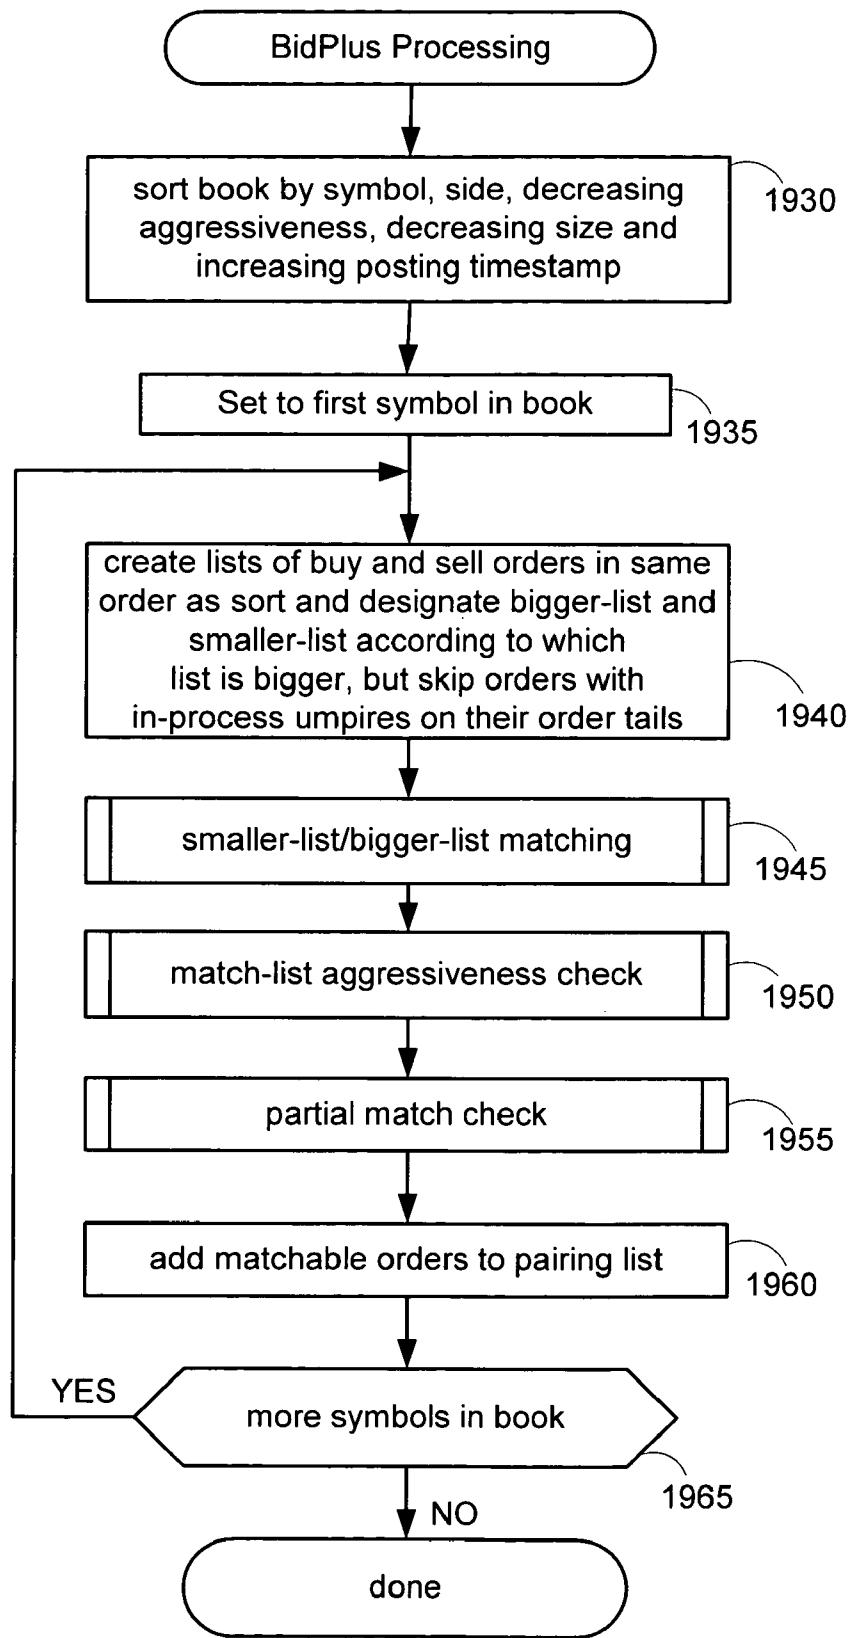 BidPlus Processing
sort book by symbol, side, decreasing
aggressiveness, decreasing size and
increasing posting timestamp
1930
Set to first symbol in book
1935
create lists of buy and sell orders in same
order as sort and designate bigger-list and
smaller-list according to which
list is bigger, but skip orders with
in-process umpires on their order tails
1940
smaller-list/bigger-list matching
1945
match-list aggressiveness check
1950
partial match check
1955
add matchable orders to pairing list
1960
YES
more symbols in book
1965
NO
done